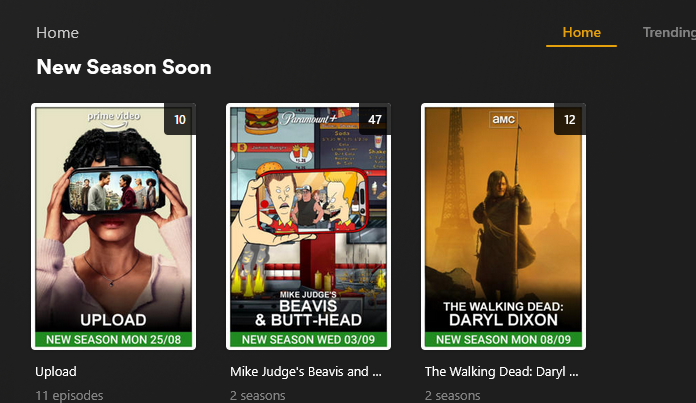 Home
Home
Trending
New Season Soon
prime video
10
UPLOAD
NEW SEASON MON 25/08
Upload
11 episodes
Paramount+
47
MIKE JUDGE'S
BEAVIS
& BUTT-HEAD
NEW SEASON WED 03/09
Mike Judge's Beavis and ...
2 seasons
amc
12
THE WALKING DEAD:
DARYL DIXON
NEW SEASON MON 08/09
The Walking Dead: Daryl ...
2 seasons